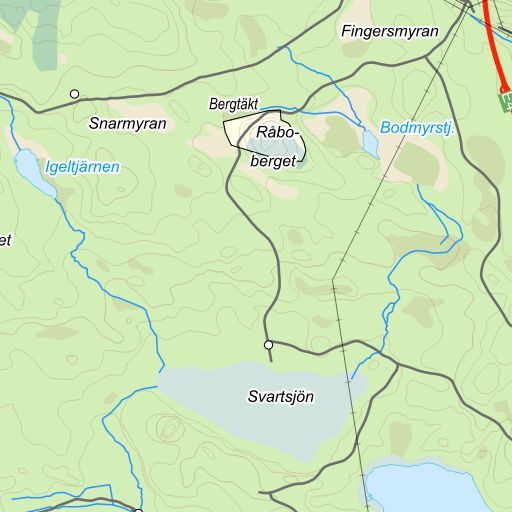 Fingersmyran
Bergtäkt
Snarmyran
Råbo-
berget
Bodmyrstj.
Igeltjärnen
et
Svartsjön